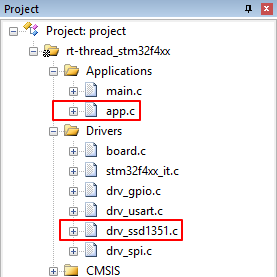 Project
Project: project
rt-thread_stm32f4xx
Applications
main.c
app.c
Drivers
board.c
stm32f4xx_it.c
drv_gpio.c
drv_usart.c
drv_ssd1351.c
drv_spi.c
CMSIS